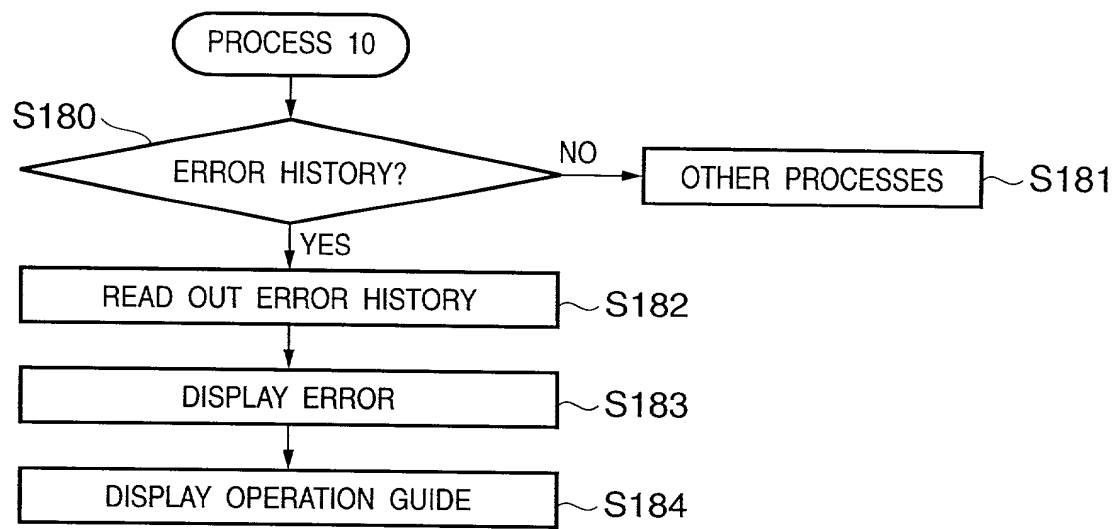 PROCESS 10
S180
ERROR HISTORY?
NO
OTHER PROCESSES
S181
YES
READ OUT ERROR HISTORY
S182
DISPLAY ERROR
S183
DISPLAY OPERATION GUIDE
S184